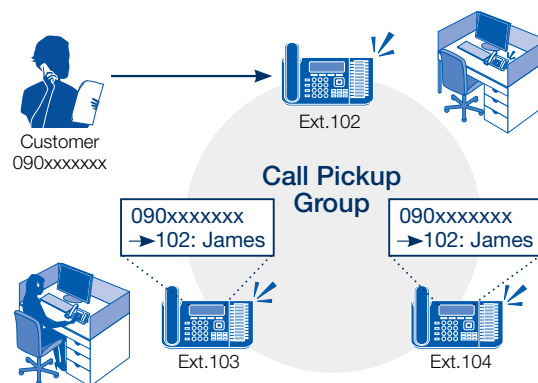 Ext.102
Customer
090xxxxxxx
Call Pickup
Group
090xxxxxxx
→102: James
090xxxxxxx
→102: James
Ext.103
Ext.104